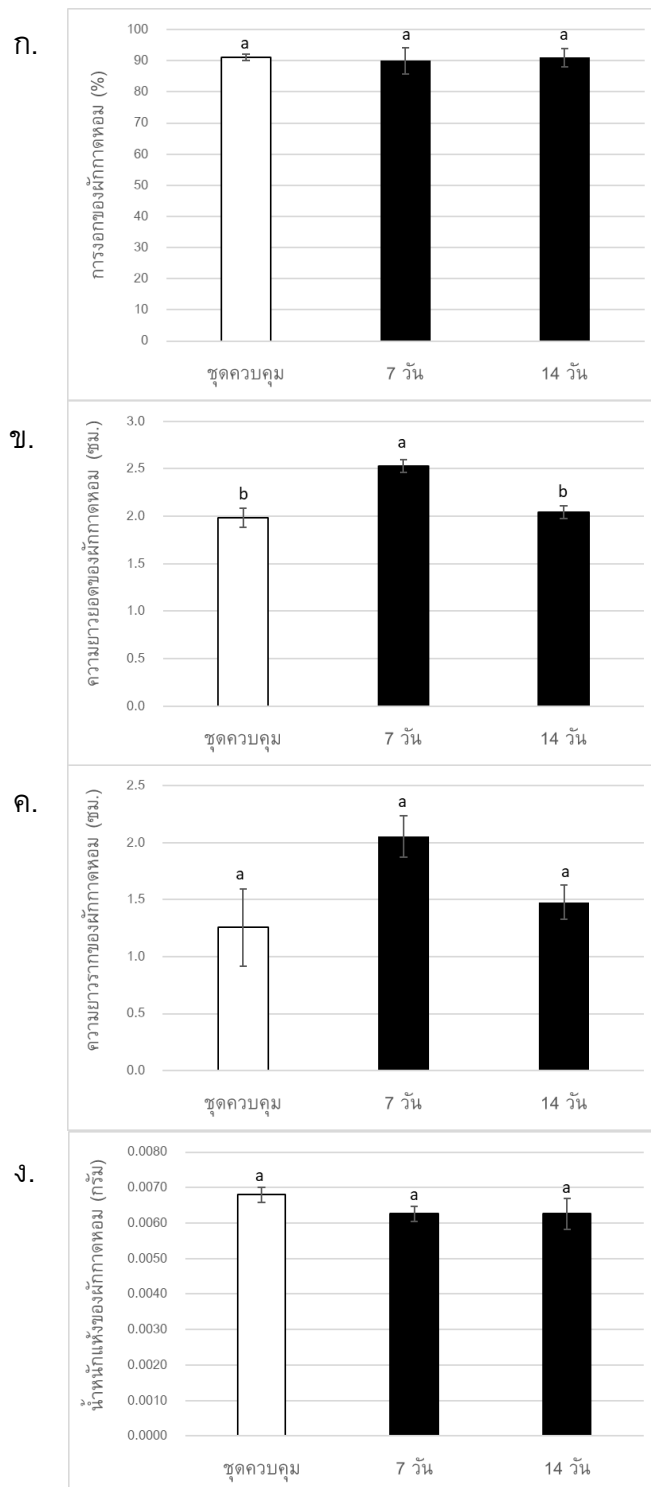 ก.
การงอกของผักกาดหอม (%)
100
90
80
70
60
50
40
30
20
10
0
a
a
a
ชุดควบคุม
7 วัน
14 วัน
ข.
ความยาวยอดของผักกาดหอม (ซม.)
3.0
2.5
2.0
1.5
1.0
0.5
0.0
b
a
b
ชุดควบคุม
7 วัน
14 วัน
ค.
ความยาวรากของผักกาดหอม (ซม.)
2.5
2.0
1.5
1.0
0.5
0.0
a
a
a
ชุดควบคุม
7 วัน
14 วัน
ง.
น้ำหนักแห้งของผักกาดหอม (กรัม)
0.0080
0.0070
0.0060
0.0050
0.0040
0.0030
0.0020
0.0010
0.0000
a
a
a
ชุดควบคุม
7 วัน
14 วัน